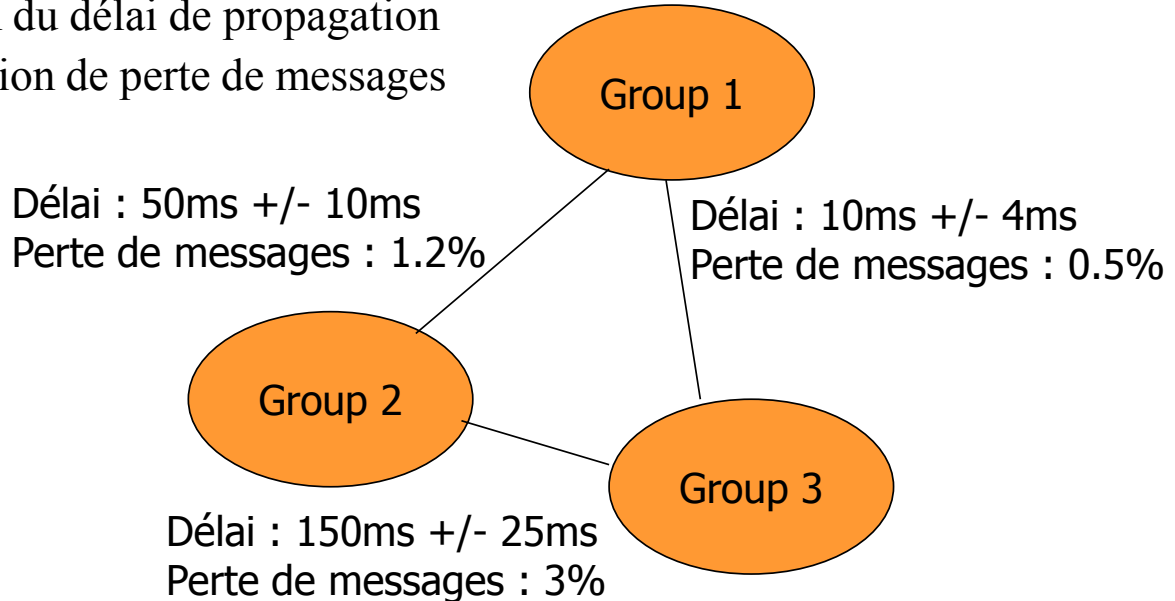 du délai de propagation
de perte de messages
Group 1
Délai : 50ms +/- 10ms
Perte de messages : 1.2%
Délai : 10ms +/- 4ms
Perte de messages : 0.5%
Group 2
Group 3
Délai : 150ms +/- 25ms
Perte de messages : 3%